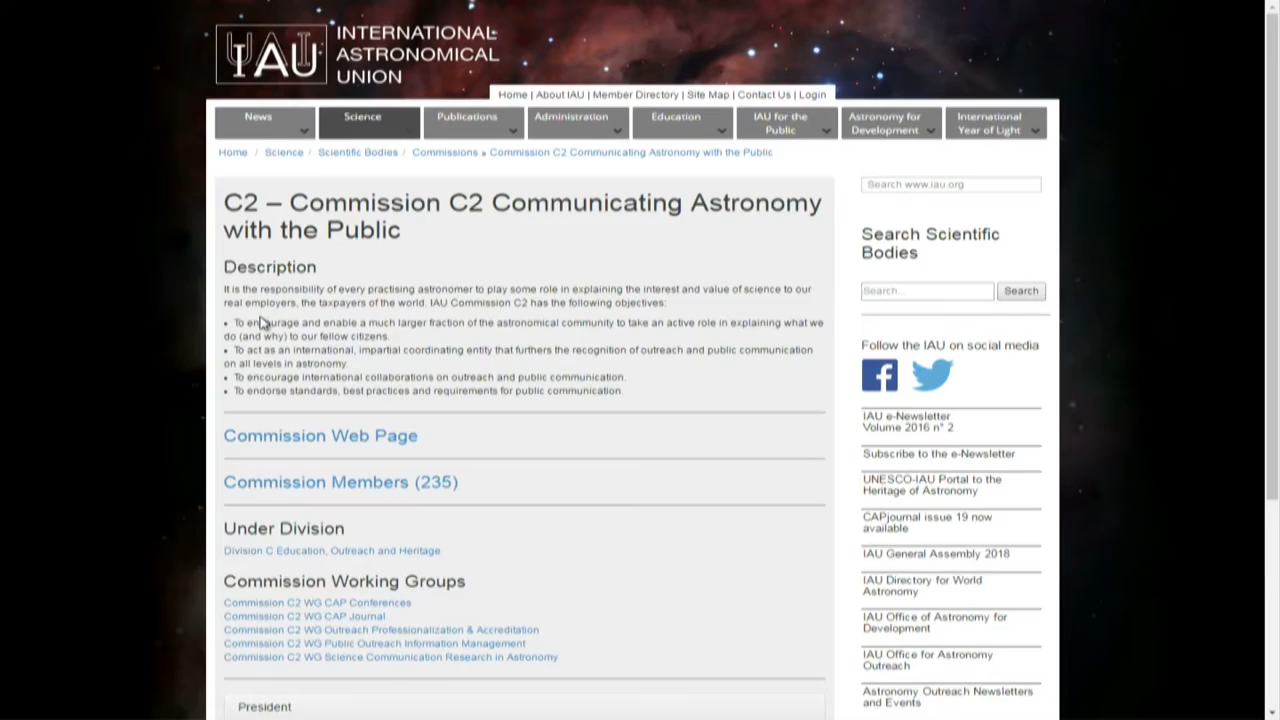 IAU
INTERNATIONAL
ASTRONOMICAL
UNION
Home | About IAU | Member Directory | Site Map | Contact Us | Login
News
Science
Publications
Administration
Education
IAU for the
Public
Astronomy for
Development
International
Year of Light
Home / Science / Scientific Bodies / Commissions » Commission C2 Communicating Astronomy with the Public
C2 – Commission C2 Communicating Astronomy
with the Public
Description
It is the responsibility of every practising astronomer to play some role in explaining the interest and value of science to our
real employers, the taxpayers of the world. IAU Commission C2 has the following objectives:
• To encourage and enable a much larger fraction of the astronomical community to take an active role in explaining what we
do (and why) to our fellow citizens.
• To act as an international, impartial coordinating entity that furthers the recognition of outreach and public communication
on all levels in astronomy.
• To encourage international collaborations on outreach and public communication.
• To endorse standards, best practices and requirements for public communication.
Commission Web Page
Commission Members (235)
Under Division
Division C Education, Outreach and Heritage
Commission Working Groups
Commission C2 WG CAP Conferences
Commission C2 WG CAP Journal
Commission C2 WG Outreach Professionalization & Accreditation
Commission C2 WG Public Outreach Information Management
Commission C2 WG Science Communication Research in Astronomy
President
Search www.iau.org
Search Scientific
Bodies
Search...
Search
Follow the IAU on social media
IAU e-Newsletter
Volume 2016 n° 2
Subscribe to the e-Newsletter
UNESCO-IAU Portal to the
Heritage of Astronomy
CAPjournal issue 19 now
available
IAU General Assembly 2018
IAU Directory for World
Astronomy
IAU Office of Astronomy for
Development
IAU Office for Astronomy
Outreach
Astronomy Outreach Newsletters
and Events